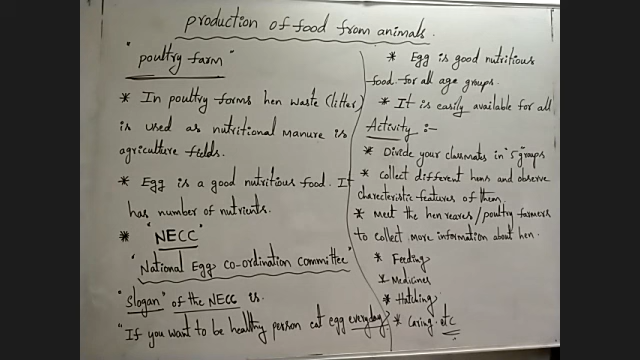 production of food from animals.
"poultry farm"
* In poultry forms hen waste (litter)
is used as nutritional manure is
agriculture fields.
* Egg is a good nutritious food. It
has number of nutrients.
* "NECC"
"National Egg co-ordination committee"
"slogan" of the NECC is.
"If you want to be healthy person eat egg everyday"
* Egg is good nutritious
food for all age groups.
* It is easily available for all
Activity :-
* Divide your classmates in "5 groups
* collect different hens and observe
charecteristic features of them.
* Meet the hen reares/poultry farmers
to collect more information about hen.
* Feeding
* Medicines
* Hatching
* Caring. etc